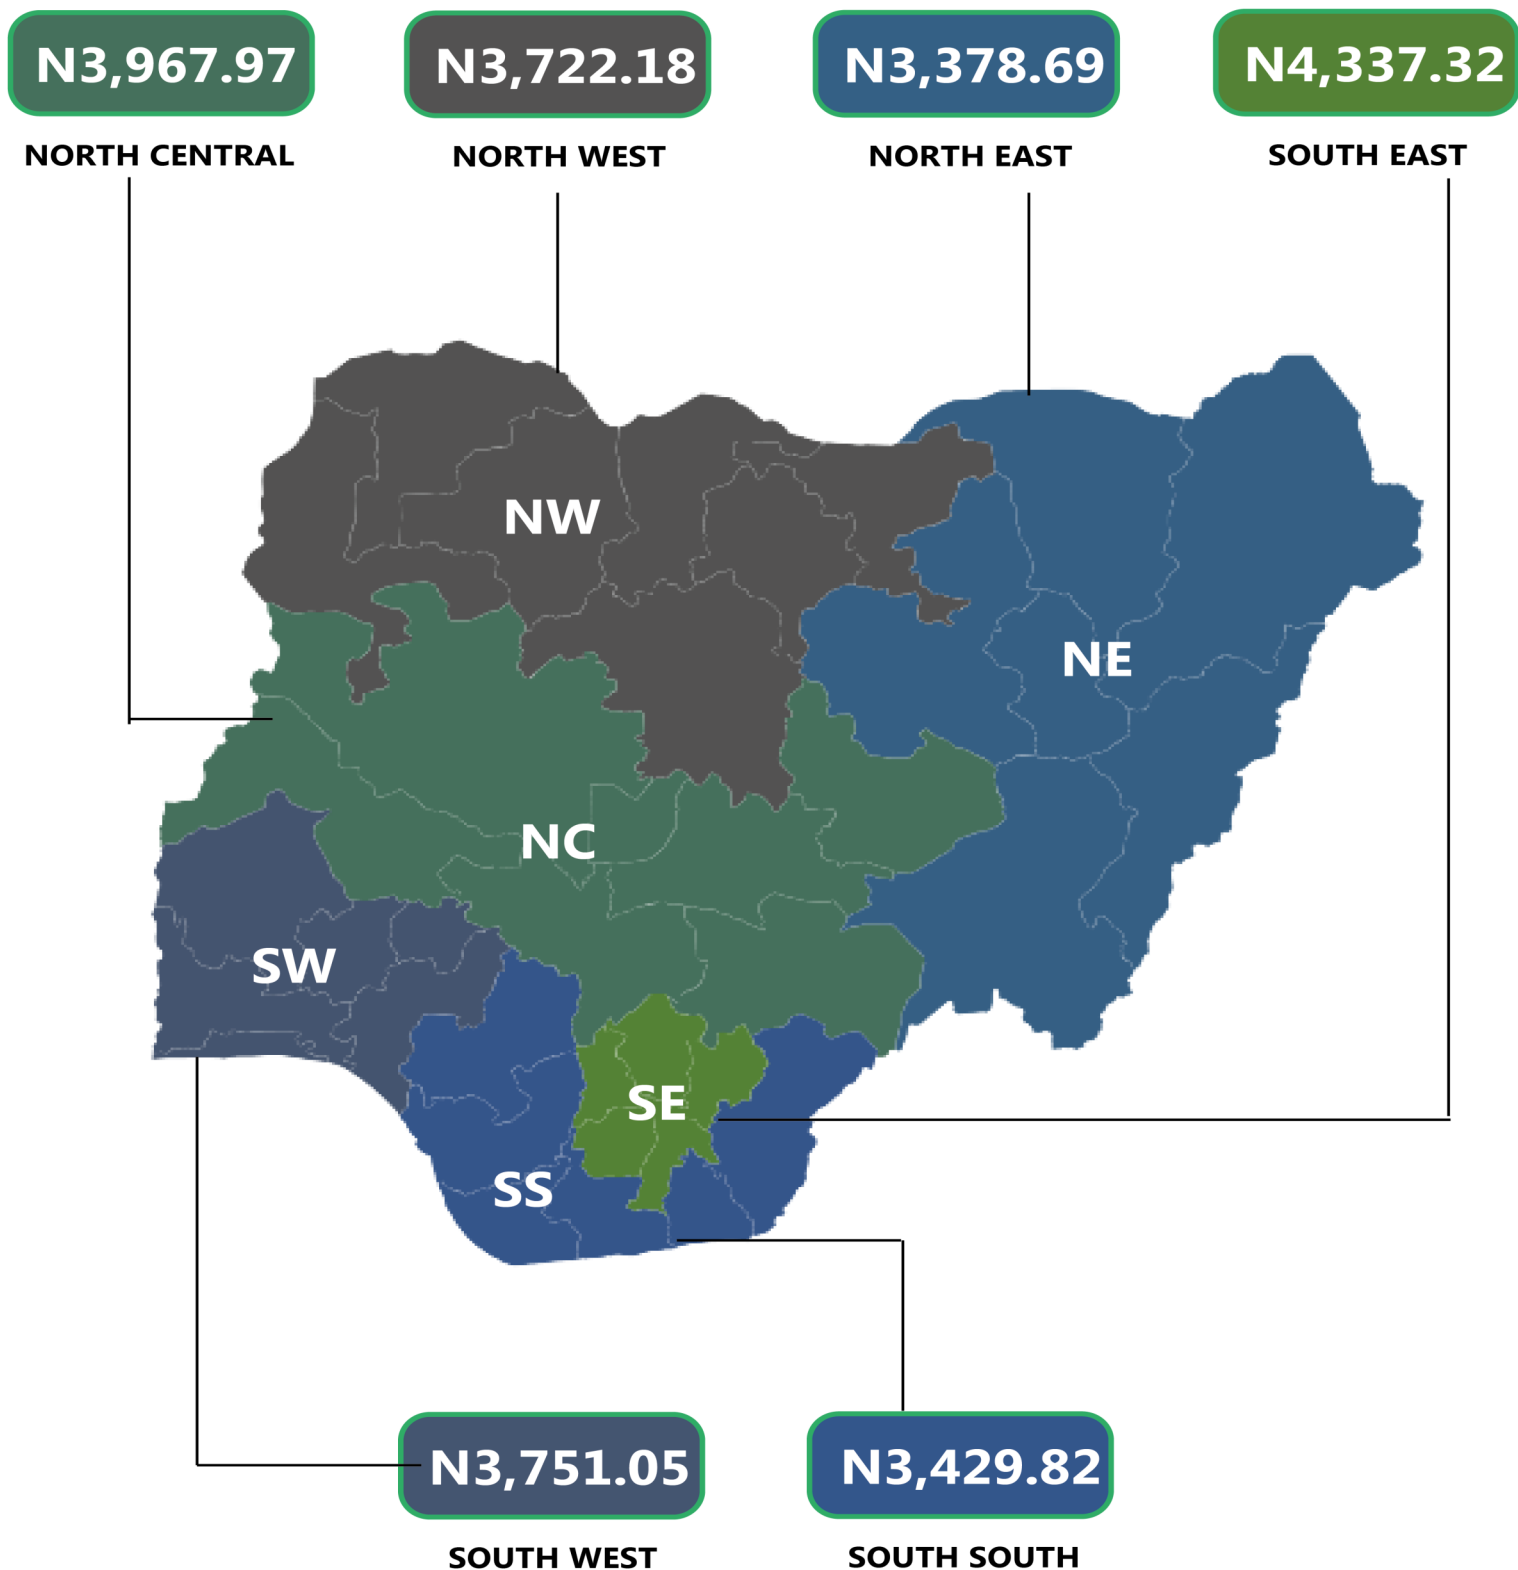 N3,967.97
NORTH CENTRAL
N3,722.18
NORTH WEST
N3,378.69
NORTH EAST
N4,337.32
SOUTH EAST
NW
NE
NC
SW
SE
SS
N3,751.05
SOUTH WEST
N3,429.82
SOUTH SOUTH